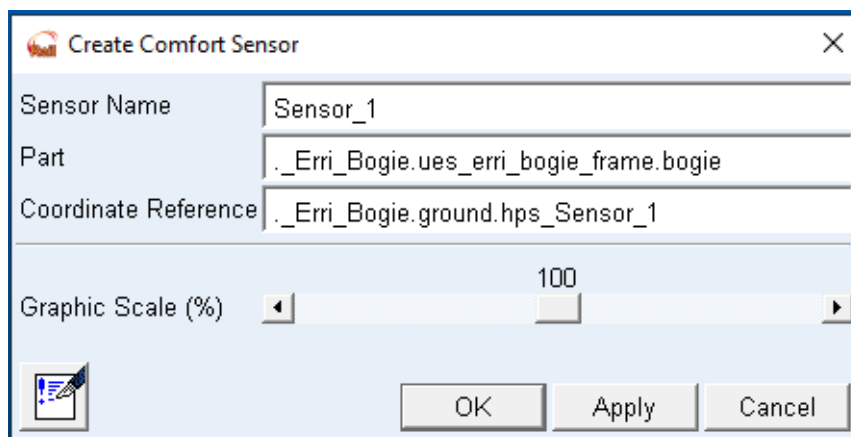 Create Comfort Sensor
Sensor Name Sensor_1
Part ._Erri_Bogie.ues_erri_bogie_frame.bogie
Coordinate Reference ._Erri_Bogie.ground.hps_Sensor_1
100
Graphic Scale (%)
OK Apply Cancel